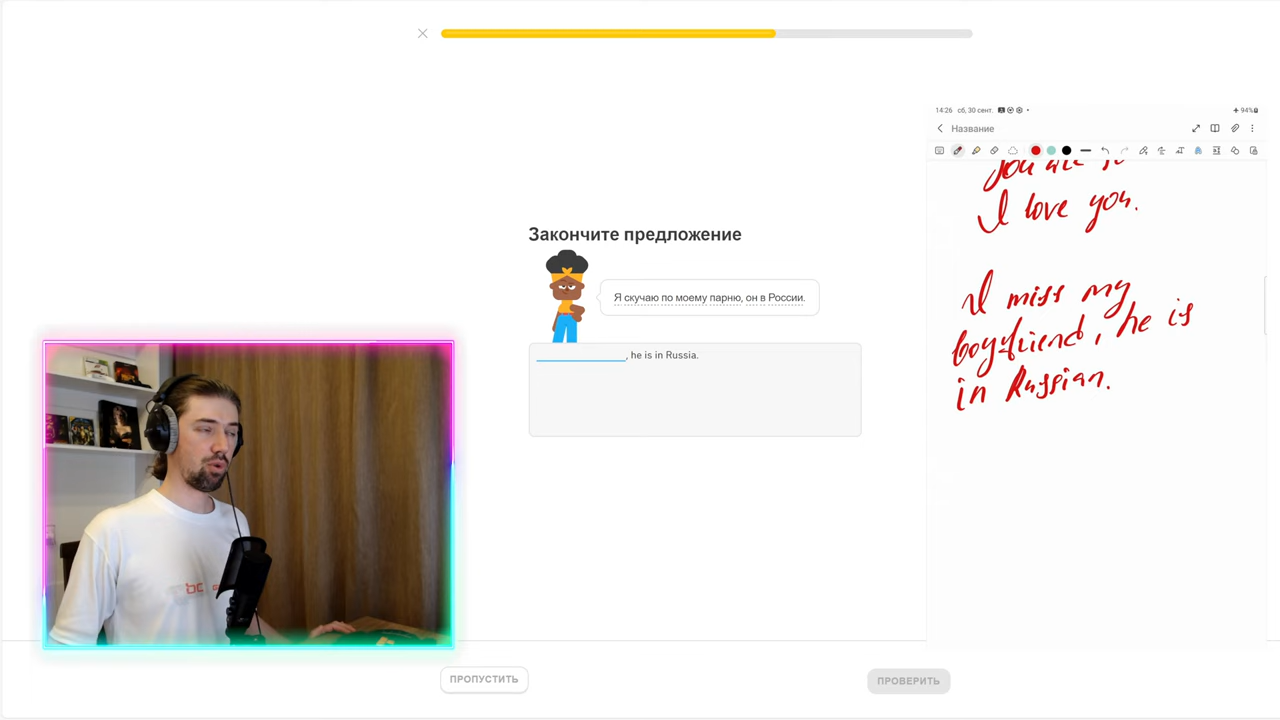 Закончите предложение
Я скучаю по моему парню, он в России.
, he is in Russia.
ПРОПУСТИТЬ
ПРОВЕРИТЬ
14:26 сб, 30 сент.
94%
Название
I love you.
I miss my
boyfriend, he is
in Russian.